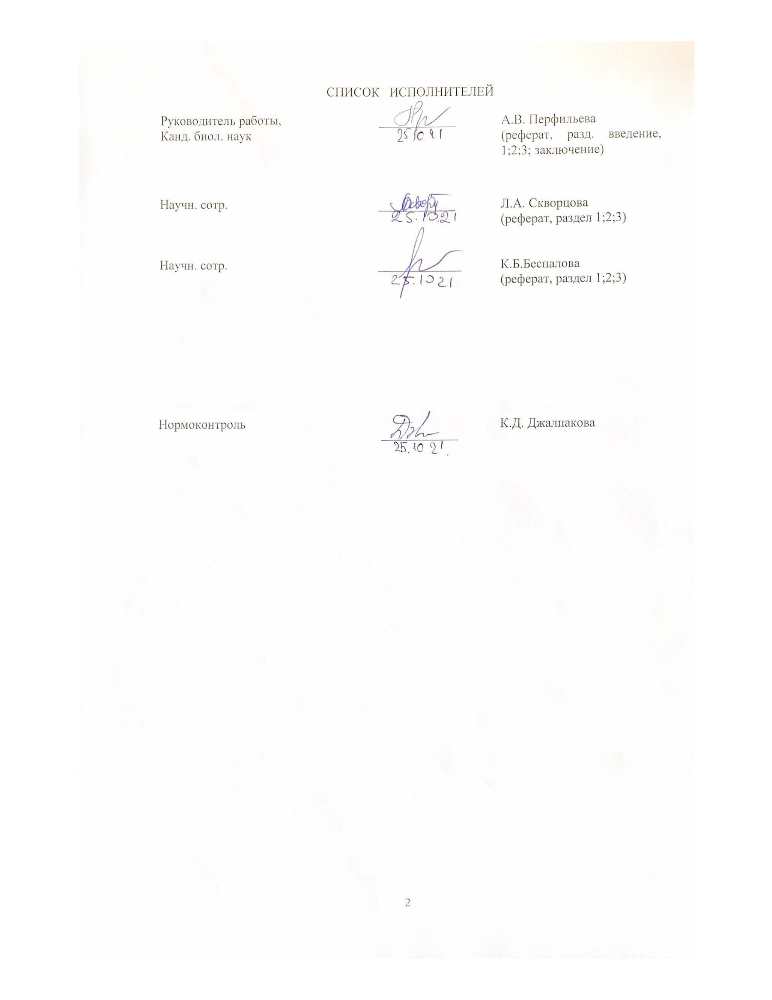 СПИСОК ИСПОЛНИТЕЛЕЙ
Руководитель работы,
Канд. биол. наук
25 10 21
А.В. Перфильева
(реферат, разд. введение,
1;2;3; заключение)
Научн. сотр.
25.10.21
Л.А. Скворцова
(реферат, раздел 1;2;3)
Научн. сотр.
25.10 21
К.Б.Беспалова
(реферат, раздел 1;2;3)
Нормоконтроль
25.10 21.
К.Д. Джалпакова
2